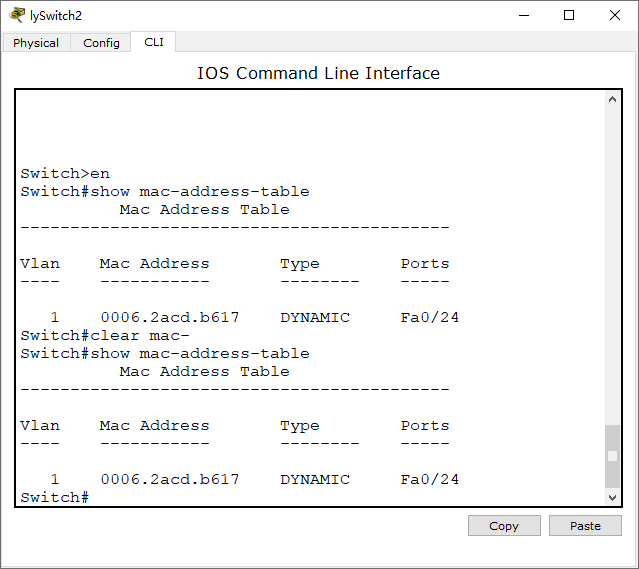 lySwitch2
Physical Config CLI
IOS Command Line Interface
Switch>en
Switch#show mac-address-table
          Mac Address Table
-------------------------------------------
Vlan    Mac Address       Type        Ports
----    -----------       --------    -----
   1    0006.2acd.b617    DYNAMIC     Fa0/24
Switch#clear mac-
Switch#show mac-address-table
          Mac Address Table
-------------------------------------------
Vlan    Mac Address       Type        Ports
----    -----------       --------    -----
   1    0006.2acd.b617    DYNAMIC     Fa0/24
Switch#
Copy Paste